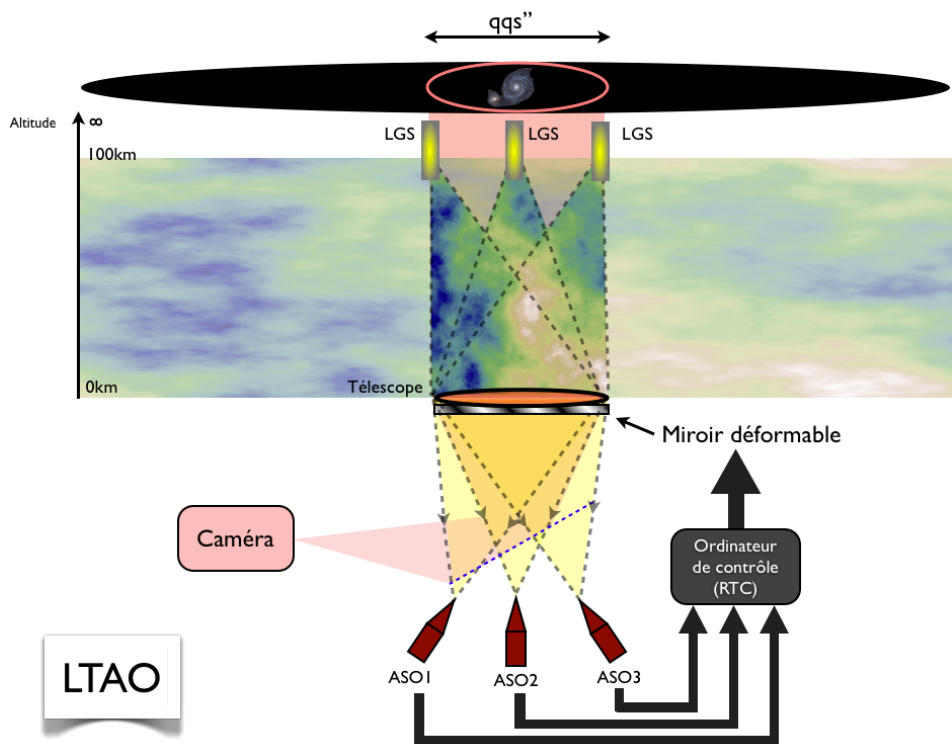 qqs”
Altitude
∞
LGS
LGS
LGS
100km
0km
Télescope
Miroir déformable
Caméra
Ordinateur
de contrôle
(RTC)
ASO1
ASO2
ASO3
LTAO